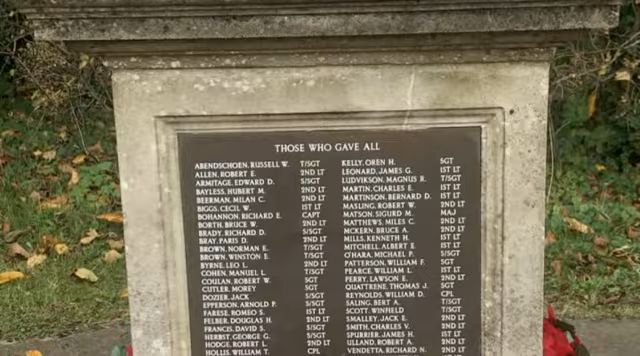 THOSE WHO GAVE ALL
ABENDSCHOEN, RUSSELL W. T/SGT
ALLEN, ROBERT E. 2ND LT
ARMITAGE, EDWARD D. S/SGT
BAYLESS, HUBERT M. 2ND LT
BEERMAN, MILAN C. 2ND LT
BIGGS, CECIL W. 1ST LT
BOHANNON, RICHARD E. CAPT
BORTH, BRUCE W. 2ND LT
BRADY, RICHARD D. S/SGT
BRAY, PARIS D. 2ND LT
BROWN, NORMAN E. T/SGT
BROWN, WINSTON E. T/SGT
BYRNE, LEO L. 2ND LT
COHEN, MANUEL L. T/SGT
COULAN, ROBERT W. SGT
CUTLER, MOREY SGT
DOZIER, JACK S/SGT
EPPERSON, ARNOLD P. S/SGT
FARESE, ROMEO S. 1ST LT
FELBER, DOUGLAS H. 2ND LT
FRANCIS, DAVID S. S/SGT
HERBST, GEORGE G. S/SGT
HODGE, ROBERT L. 2ND LT
HOLLIS, WILLIAM T. CPL
KELLY, OREN H. SGT
LEONARD, JAMES G. 1ST LT
LUDVIKSON, MAGNUS R. T/SGT
MARTIN, CHARLES E. 1ST LT
MARTINSON, BERNARD D. 1ST LT
MASLING, ROBERT W. 2ND LT
MATSON, SIGURD M. MAJ
MATTHEWS, MILES C. 2ND LT
MCKERN, BRUCE A. 2ND LT
MILLS, KENNETH H. 1ST LT
MITCHELL, ALBERT E. 1ST LT
O'HARA, MICHAEL P. S/SGT
PATTERSON, WILLIAM F. SGT
PEARCE, WILLIAM L. 1ST LT
PERRY, LAWSON E. 2ND LT
QUATTRENE, THOMAS J. SGT
REYNOLDS, WILLIAM D. CPL
SALING, BERT A. T/SGT
SCOTT, WINFIELD T/SGT
SMALLEY, JACK E. 2ND LT
SMITH, CHARLES V. 2ND LT
SPURRIER, JAMES H. 1ST LT
ULLAND, ROBERT A. 2ND LT
VENDETTA, RICHARD N. 2ND LT